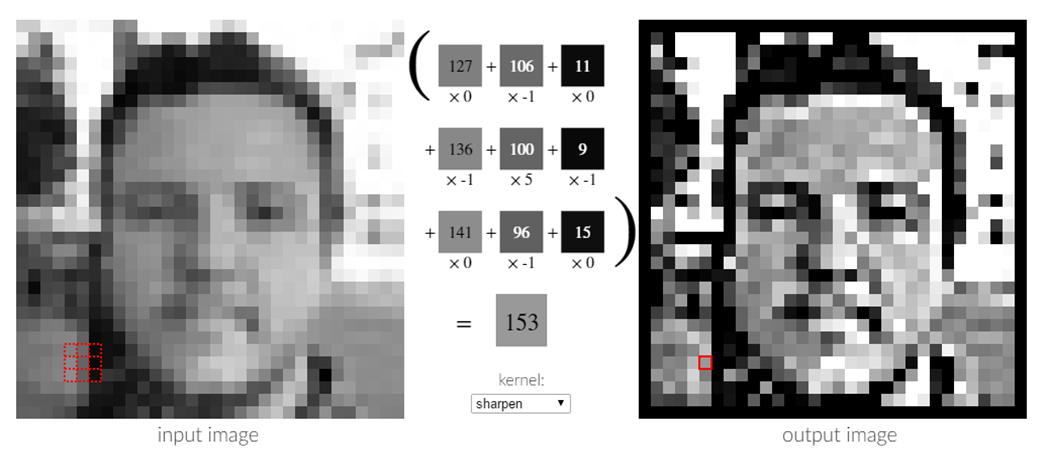 ( 127 + 106 + 11
× 0 × -1 × 0
+ 136 + 100 + 9
× -1 × 5 × -1
+ 141 + 96 + 15 )
× 0 × -1 × 0
= 153
kernel:
sharpen ▼
input image
output image